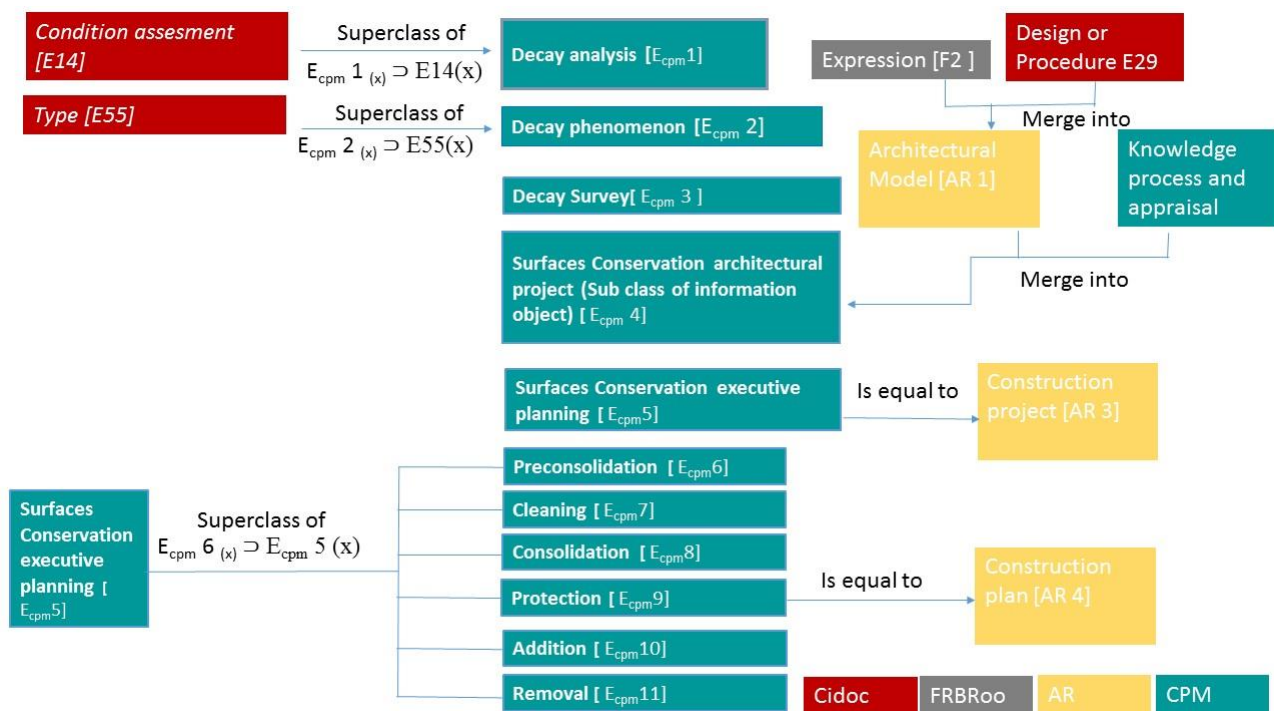 Condition assesment
[E14]
Superclass of
Ecpm 1 (x) ⊃ E14(x)
Decay analysis [Ecpm1]
Type [E55]
Superclass of
Ecpm 2 (x) ⊃ E55(x)
Decay phenomenon [Ecpm 2]
Expression [F2 ]
Design or
Procedure E29
Merge into
Architectural
Model [AR 1]
Knowledge
process and
appraisal
Decay Survey[ Ecpm 3 ]
Surfaces Conservation architectural
project (Sub class of information
object) [ Ecpm 4]
Merge into
Surfaces Conservation executive
planning [ Ecpm5]
Is equal to
Construction
project [AR 3]
Surfaces
Conservation
executive
planning [
Ecpm5]
Superclass of
Ecpm 6 (x) ⊃ Ecpm 5 (x)
Preconsolidation [ Ecpm6]
Cleaning [ Ecpm7]
Consolidation [ Ecpm8]
Protection [ Ecpm9]
Addition [ Ecpm10]
Removal [ Ecpm11]
Is equal to
Construction
plan [AR 4]
Cidoc
FRBRoo
AR
CPM